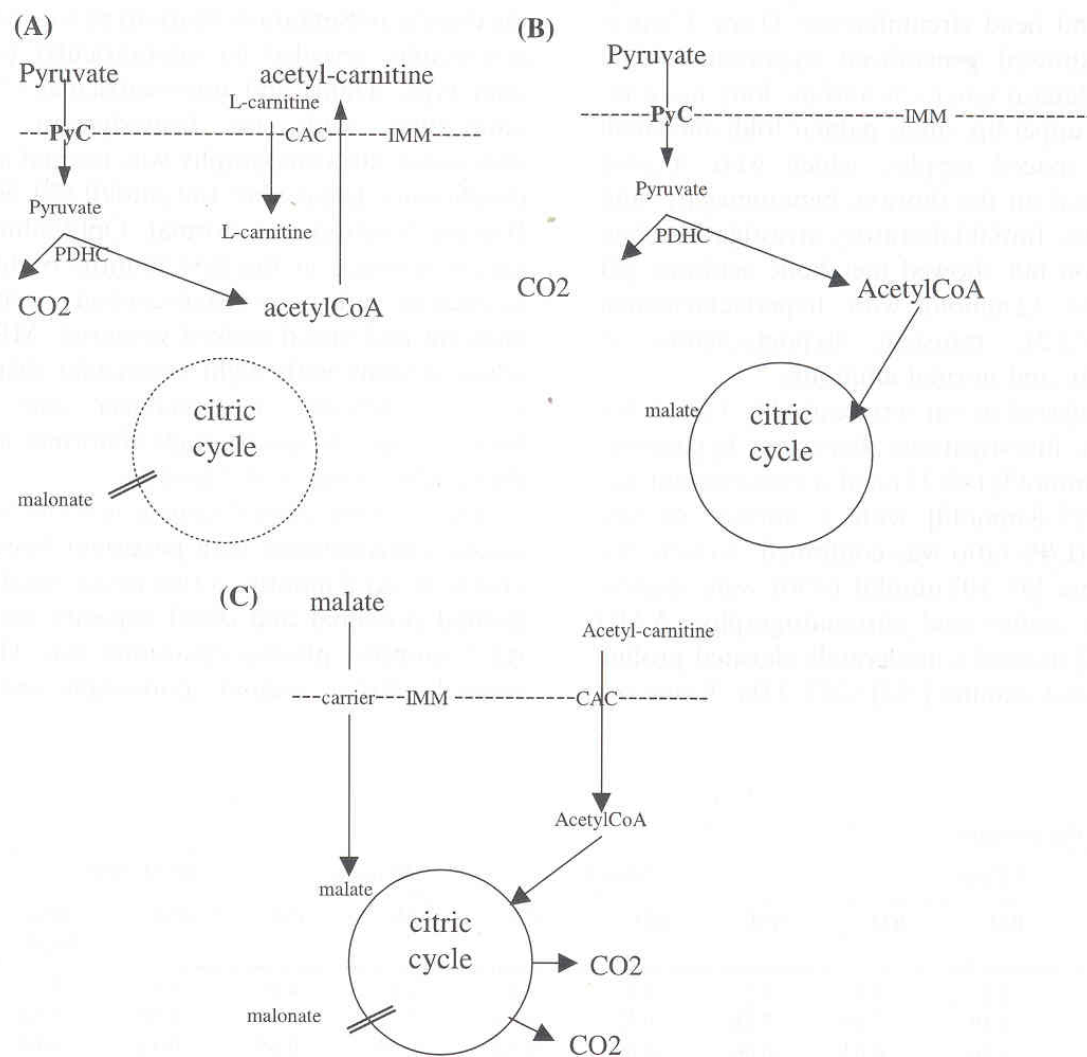 (A)
Pyruvate
acetyl-carnitine
L-carnitine
PyC CAC IMM
Pyruvate
L-carnitine
PDHC
CO2
acetylCoA
citric
cycle
malonate
(B)
Pyruvate
PyC IMM
Pyruvate
PDHC
CO2
AcetylCoA
malate
citric
cycle
(C)
malate
Acetyl-carnitine
carrier IMM CAC
AcetylCoA
malate
citric
cycle
CO2
malonate
CO2